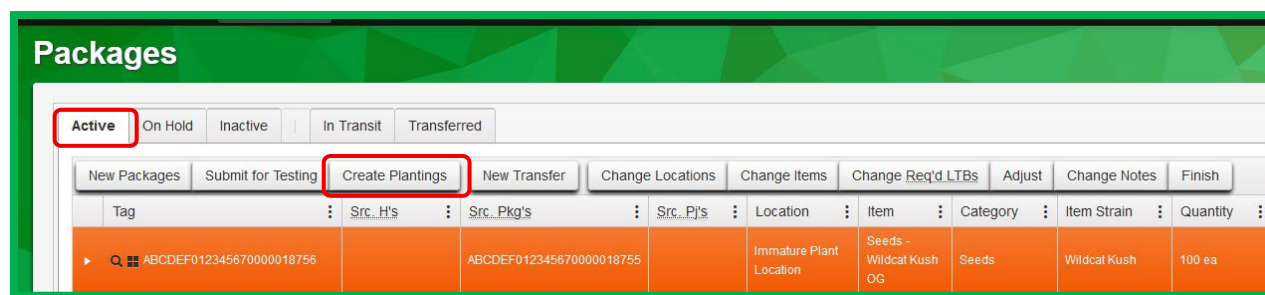 Packages
Active On Hold Inactive In Transit Transferred
New Packages Submit for Testing Create Plantings New Transfer Change Locations Change Items Change Req'd LTBs Adjust Change Notes Finish
Tag Src. H's Src. Pkg's Src. Pj's Location Item Category Item Strain Quantity
ABCDEF012345670000018756 ABCDEF012345670000018755 Immature Plant Location Seeds - Wildcat Kush OG Seeds Wildcat Kush 100 ea